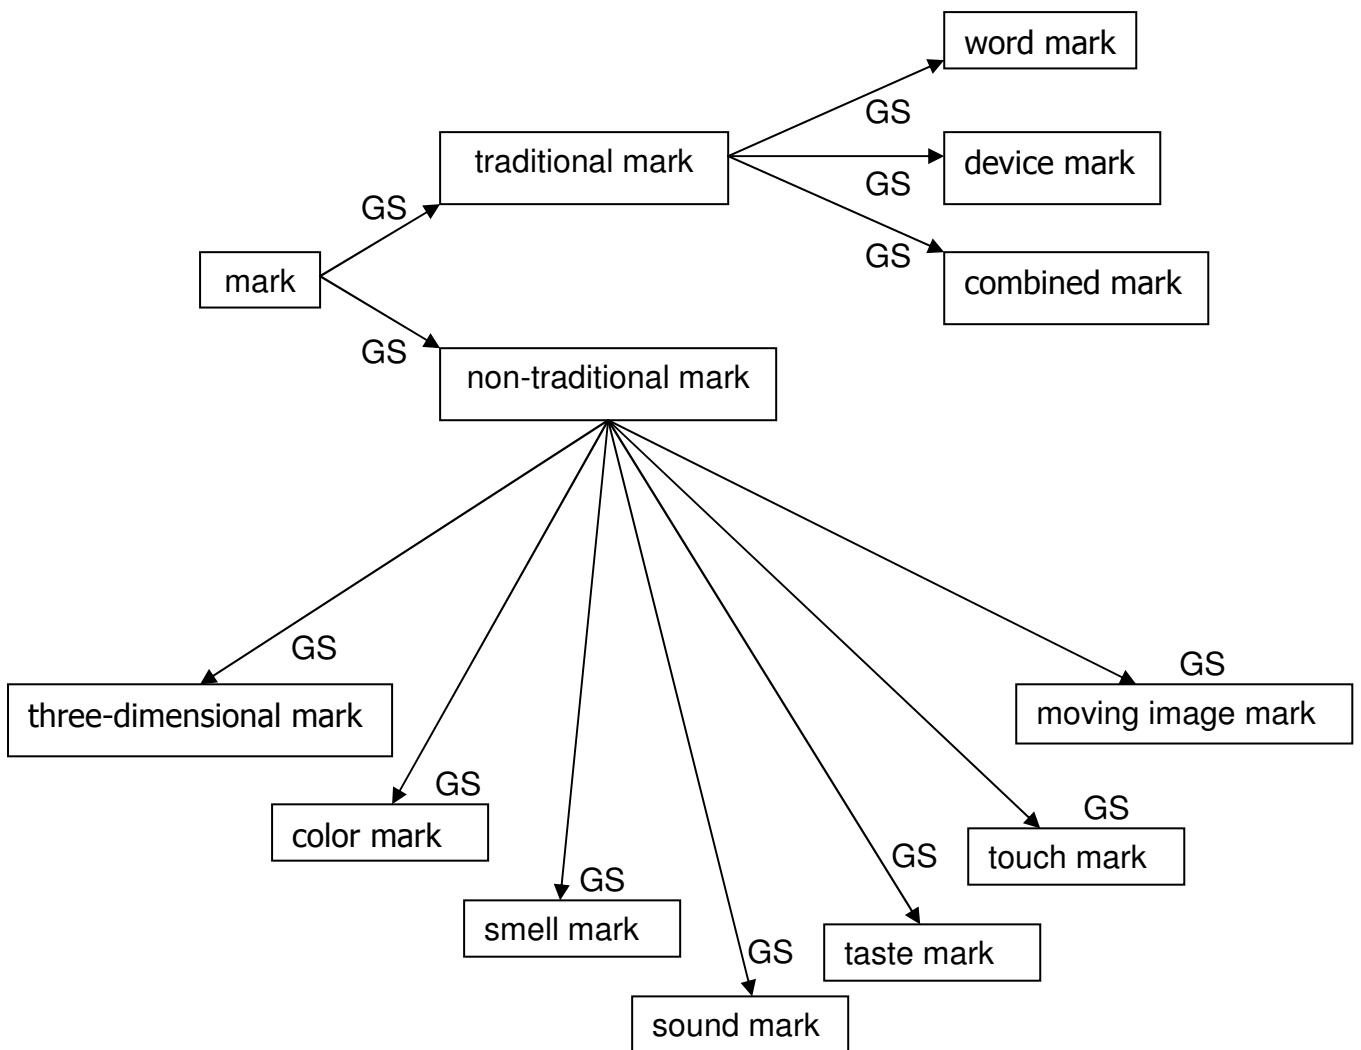 word mark
GS
traditional mark
device mark
GS
GS
GS
mark
combined mark
GS
non-traditional mark
GS
GS
three-dimensional mark
moving image mark
GS
GS
color mark
touch mark
GS
GS
smell mark
GS
taste mark
sound mark